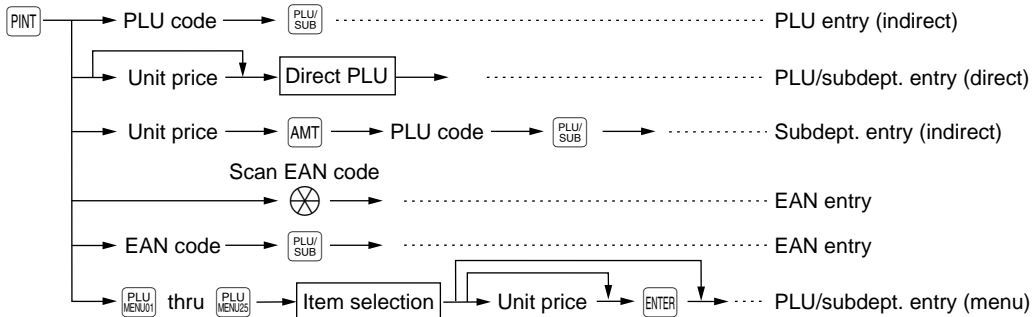 PINT PLU code PLU/SUB PLU entry (indirect)
Unit price Direct PLU PLU/subdept. entry (direct)
Unit price AMT PLU code PLU/SUB Subdept. entry (indirect)
Scan EAN code
EAN entry
EAN code PLU/SUB EAN entry
PLU MENU01 thru PLU MENU25 Item selection Unit price ENTER PLU/subdept. entry (menu)